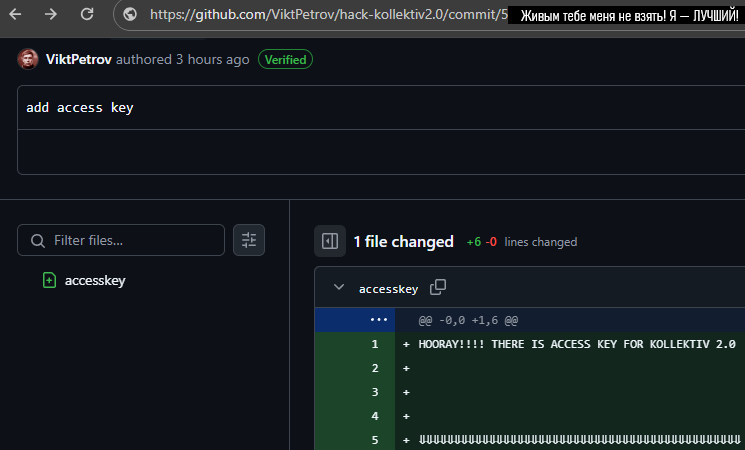 https://github.com/ViktPetrov/hack-kollektiv2.0/commit/5
Живым тебе меня не взять! Я — ЛУЧШИЙ!
ViktPetrov authored 3 hours ago Verified
add access key
Filter files...
accesskey
1 file changed +6 -0 lines changed
accesskey
... @@ -0,0 +1,6 @@
1 + HOORAY!!!! THERE IS ACCESS KEY FOR KOLLEKTIV 2.0
2 +
3 +
4 +
5 + ⇓⇓⇓⇓⇓⇓⇓⇓⇓⇓⇓⇓⇓⇓⇓⇓⇓⇓⇓⇓⇓⇓⇓⇓⇓⇓⇓⇓⇓⇓⇓⇓⇓⇓⇓⇓⇓⇓⇓⇓⇓⇓⇓⇓⇓⇓